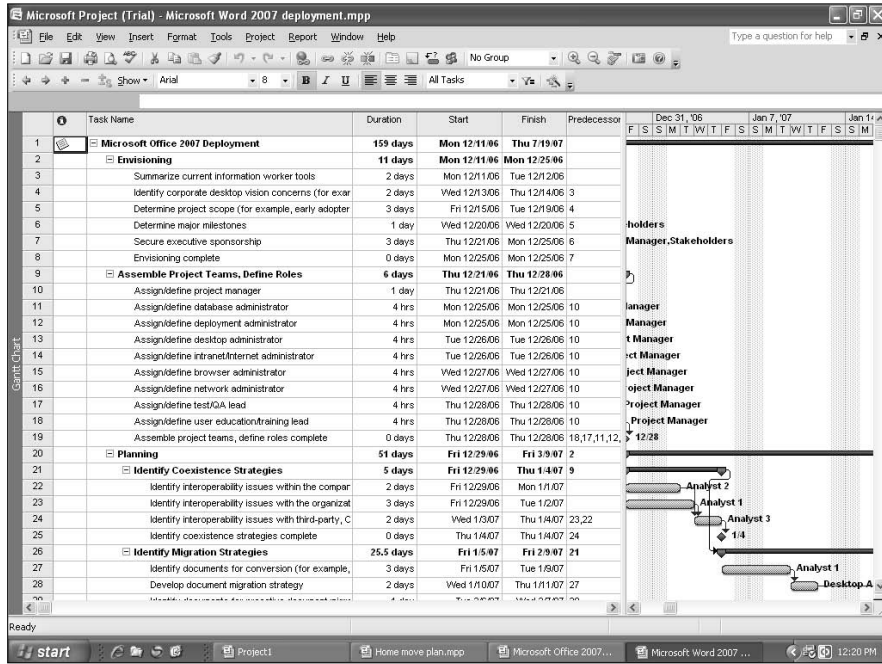 Microsoft Project (Trial) - Microsoft Word 2007 deployment.mpp
File Edit View Insert Format Tools Project Report Window Help Type a question for help
No Group
Show Arial 8 B I U All Tasks
Task Name Duration Start Finish Predecessor Dec 31, '06 Jan 7, '07 Jan 14
F S S M T W T F S S M T W T F S S M
1 Microsoft Office 2007 Deployment 159 days Mon 12/11/06 Thu 7/19/07
2 Envisioning 11 days Mon 12/11/06 Mon 12/25/06
3 Summarize current information worker tools 2 days Mon 12/11/06 Tue 12/12/06
4 Identify corporate desktop vision concerns (for exar 2 days Wed 12/13/06 Thu 12/14/06 3
5 Determine project scope (for example, early adopter 3 days Fri 12/15/06 Tue 12/19/06 4
6 Determine major milestones 1 day Wed 12/20/06 Wed 12/20/06 5 holders
7 Secure executive sponsorship 3 days Thu 12/21/06 Mon 12/25/06 6 Manager,Stakeholders
8 Envisioning complete 0 days Mon 12/25/06 Mon 12/25/06 7
9 Assemble Project Teams, Define Roles 6 days Thu 12/21/06 Thu 12/28/06
10 Assign/define project manager 1 day Thu 12/21/06 Thu 12/21/06
11 Assign/define database administrator 4 hrs Mon 12/25/06 Mon 12/25/06 10 lanager
12 Assign/define deployment administrator 4 hrs Mon 12/25/06 Mon 12/25/06 10 Manager
13 Assign/define desktop administrator 4 hrs Tue 12/26/06 Tue 12/26/06 10 t Manager
14 Assign/define intranet/Internet administrator 4 hrs Tue 12/26/06 Tue 12/26/06 10 ect Manager
15 Assign/define browser administrator 4 hrs Wed 12/27/06 Wed 12/27/06 10 ject Manager
16 Assign/define network administrator 4 hrs Wed 12/27/06 Wed 12/27/06 10 oject Manager
17 Assign/define test/QA lead 4 hrs Thu 12/28/06 Thu 12/28/06 10 Project Manager
18 Assign/define user education/training lead 4 hrs Thu 12/28/06 Thu 12/28/06 10 Project Manager
19 Assemble project teams, define roles complete 0 days Thu 12/28/06 Thu 12/28/06 18,17,11,12, 12/28
20 Planning 51 days Fri 12/29/06 Fri 3/9/07 2
21 Identify Coexistence Strategies 5 days Fri 12/29/06 Thu 1/4/07 9
22 Identify interoperability issues within the compar 2 days Fri 12/29/06 Mon 1/1/07 Analyst 2
23 Identify interoperability issues with the organizat 3 days Fri 12/29/06 Tue 1/2/07 Analyst 1
24 Identify interoperability issues with third-party, C 2 days Wed 1/3/07 Thu 1/4/07 23,22 Analyst 3
25 Identify coexistence strategies complete 0 days Thu 1/4/07 Thu 1/4/07 24 1/4
26 Identify Migration Strategies 25.5 days Fri 1/5/07 Fri 2/9/07 21
27 Identify documents for conversion (for example, 3 days Fri 1/5/07 Tue 1/9/07 Analyst 1
28 Develop document migration strategy 2 days Wed 1/10/07 Thu 1/11/07 27 Desktop A
Gantt Chart
Ready
start Project1 Home move plan.mpp Microsoft Office 2007... Microsoft Word 2007 ... 12:20 PM